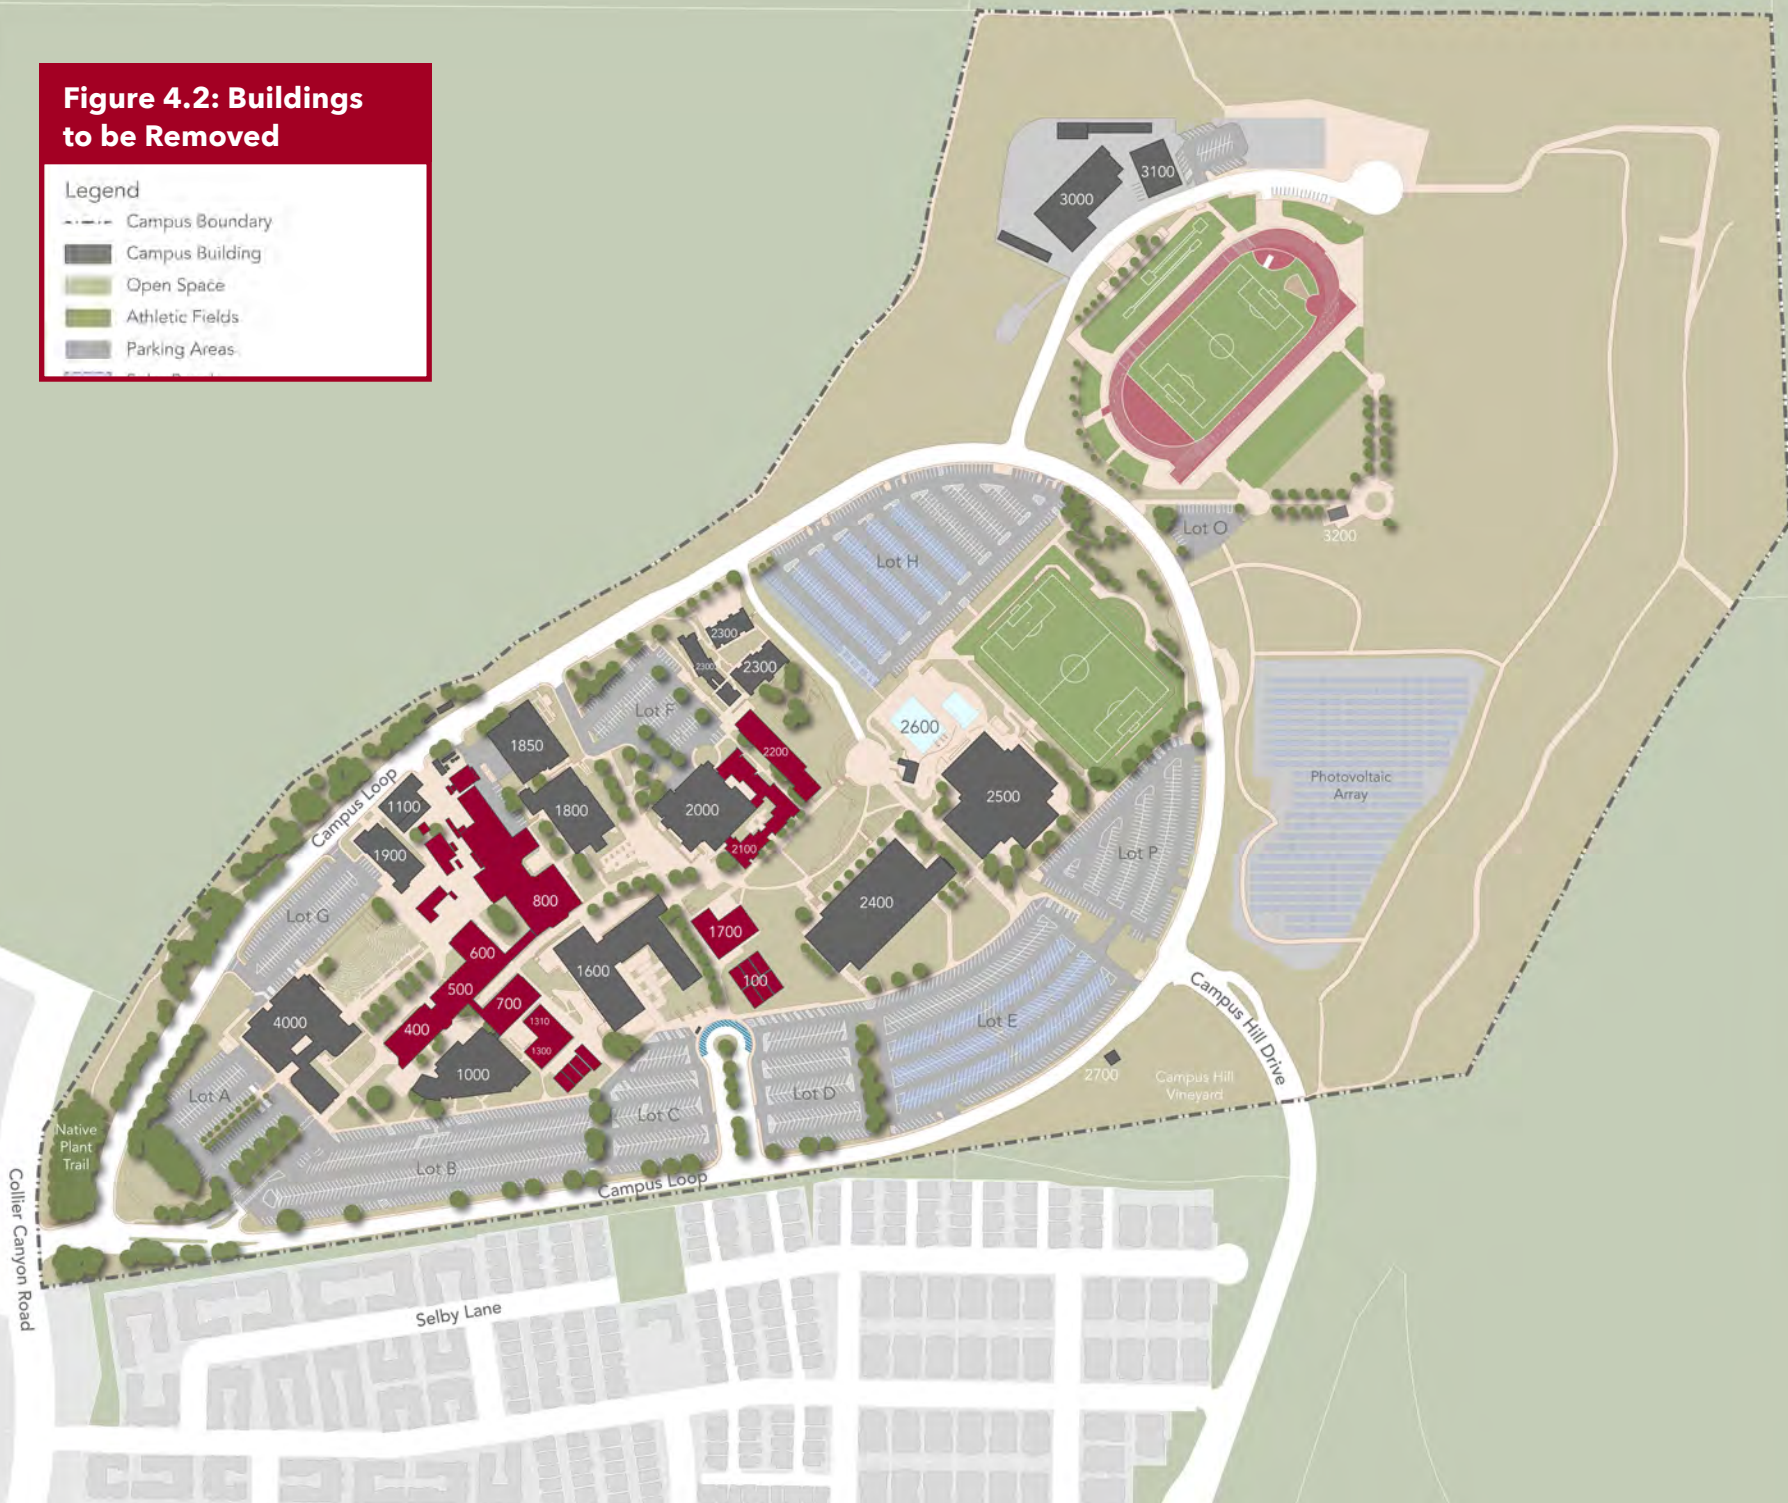 Figure 4.2: Buildings
to be Removed
Legend
Campus Boundary
Campus Building
Open Space
Athletic Fields
Parking Areas
3100
3000
Lot O
3200
Lot H
2300
2300
2300
2600
Lot F
1850
2200
Photovoltaic
Array
2500
1800
2000
1100
Campus Loop
2100
Lot P
1900
800
2400
Lot G
1700
600
1600
100
500
700
Campus Hill Drive
4000
400
1310
1300
Lot E
1000
2700
Campus Hill
Vineyard
Lot A
Lot C
Lot D
Native
Plant
Trail
Lot B
Campus Loop
Collier Canyon Road
Selby Lane